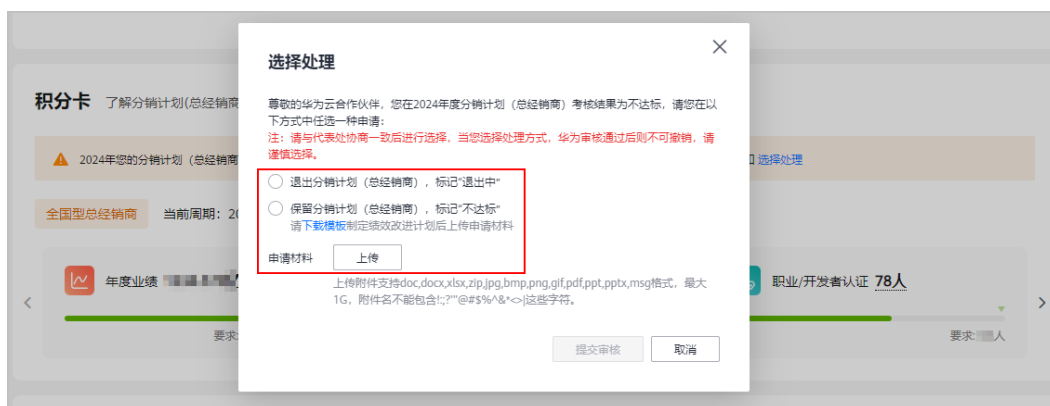 选择处理
尊敬的华为云合作伙伴，您在2024年度分销计划（总经销商）考核结果为不达标，请您在以
下方式中任选一种申请：
注：请与代表处协商一致后进行选择，当您选择处理方式，华为审核通过后则不可撤销，请
谨慎选择。
退出分销计划（总经销商），标记"退出中"
保留分销计划（总经销商），标记"不达标"
请下载模板制定绩效改进计划后上传申请材料
申请材料 上传
上传附件支持doc,docx,xlsx,zip,jpg,bmp,png,gif,pdf,ppt,pptx,msg格式，最大
1G，附件名不能包含!:;?'"@#$%^&*<>|这些字符。
提交审核 取消
积分卡 了解分销计划(总经销商
2024年您的分销计划（总经销商 选择处理
全国型总经销商 当前周期：20
年度业绩 职业/开发者认证 78人
要求: 要求: 人